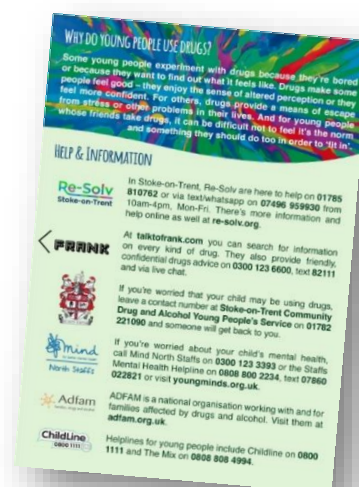 WHY DO YOUNG PEOPLE USE DRUGS?
Some young people experiment with drugs because they're bored
or because they want to find out what it feels like. Drugs make some
people feel good – they enjoy the sense of altered perception or they
feel more confident. For others, drugs provide a means of escape
from stress or other problems in their lives. And for young people
whose friends take drugs, it can be difficult not to feel it's the norm
and something they should do too in order to 'fit in'.
HELP & INFORMATION
Re-Solv
Stoke-on-Trent
In Stoke-on-Trent, Re-Solv are here to help on 01785
810762 or via text/whatsapp on 07496 959930 from
10am-4pm, Mon-Fri. There's more information and
help online as well at re-solv.org.
FRANK
At talktofrank.com you can search for information
on every kind of drug. They also provide friendly,
confidential drugs advice on 0300 123 6600, text 82111
and via live chat.
If you're worried that your child may be using drugs,
leave a contact number at Stoke-on-Trent Community
Drug and Alcohol Young People's Service on 01782
221090 and someone will get back to you.
mind
North Staffs
If you're worried about your child's mental health,
call Mind North Staffs on 0300 123 3393 or the Staffs
Mental Health Helpline on 0808 800 2234, text 07860
022821 or visit youngminds.org.uk.
Adfam
ADFAM is a national organisation working with and for
families affected by drugs and alcohol. Visit them at
adfam.org.uk.
ChildLine
0800 1111
Helplines for young people include Childline on 0800
1111 and The Mix on 0808 808 4994.